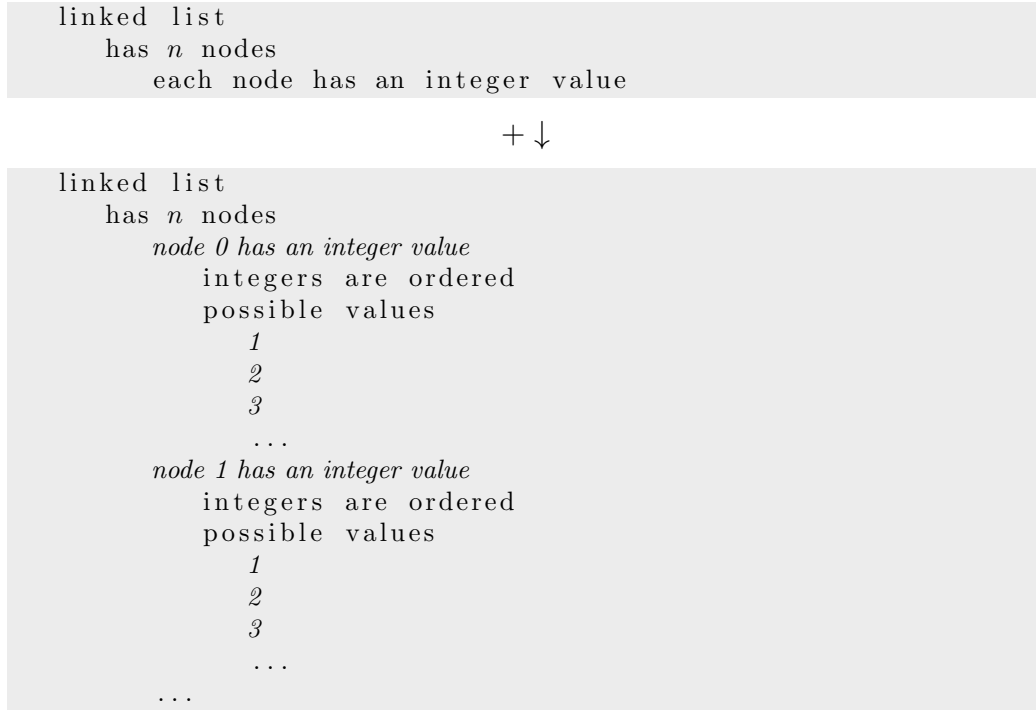 linked list
has n nodes
each node has an integer value
+ ↓
linked list
has n nodes
node 0 has an integer value
integers are ordered
possible values
1
2
3
...
node 1 has an integer value
integers are ordered
possible values
1
2
3
...
...